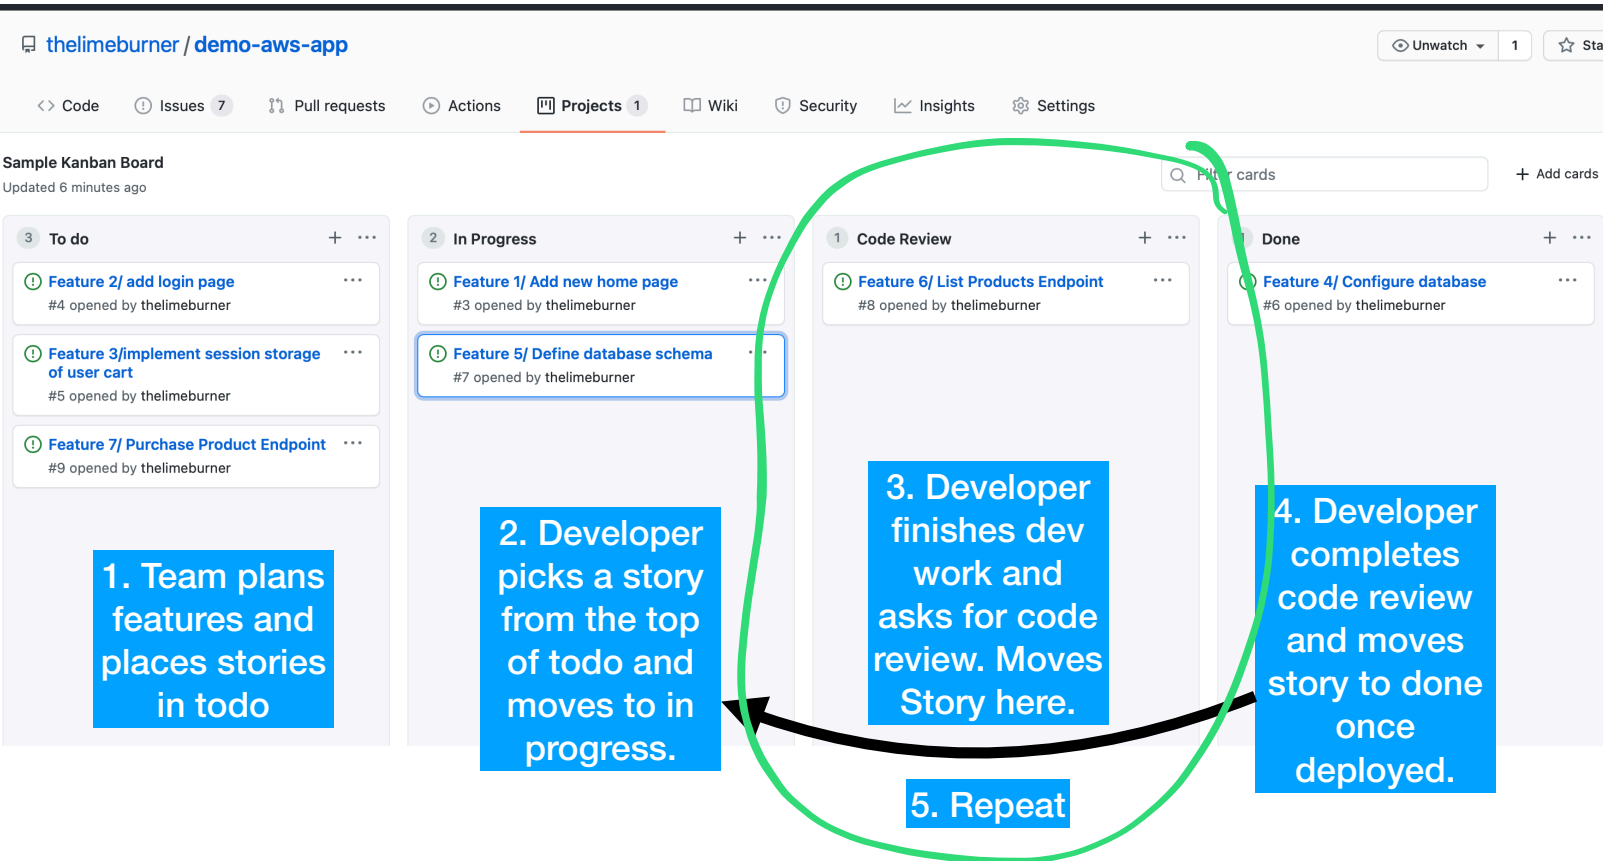 thelimeburner / demo-aws-app
Unwatch 1 Sta
Code Issues 7 Pull requests Actions Projects 1 Wiki Security Insights Settings
Sample Kanban Board
Updated 6 minutes ago
Filter cards
+ Add cards
3 To do + ...
Feature 2/ add login page ...
#4 opened by thelimeburner
Feature 3/implement session storage ...
of user cart
#5 opened by thelimeburner
Feature 7/ Purchase Product Endpoint ...
#9 opened by thelimeburner
1. Team plans
features and
places stories
in todo
2 In Progress + ...
Feature 1/ Add new home page ...
#3 opened by thelimeburner
Feature 5/ Define database schema ...
#7 opened by thelimeburner
2. Developer
picks a story
from the top
of todo and
moves to in
progress.
1 Code Review + ...
Feature 6/ List Products Endpoint ...
#8 opened by thelimeburner
3. Developer
finishes dev
work and
asks for code
review. Moves
Story here.
1 Done + ...
Feature 4/ Configure database ...
#6 opened by thelimeburner
4. Developer
completes
code review
and moves
story to done
once
deployed.
5. Repeat